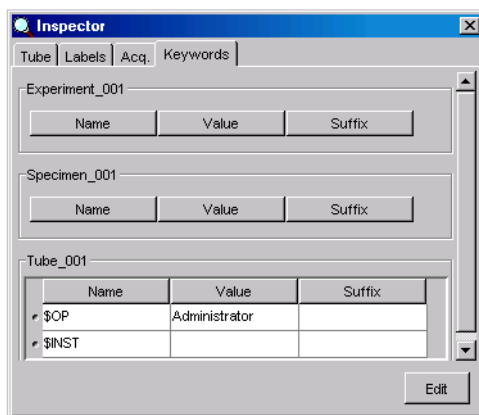 Inspector
Tube Labels Acq. Keywords
Experiment_001
Name Value Suffix
Specimen_001
Name Value Suffix
Tube_001
Name Value Suffix
$OP Administrator
$INST
Edit